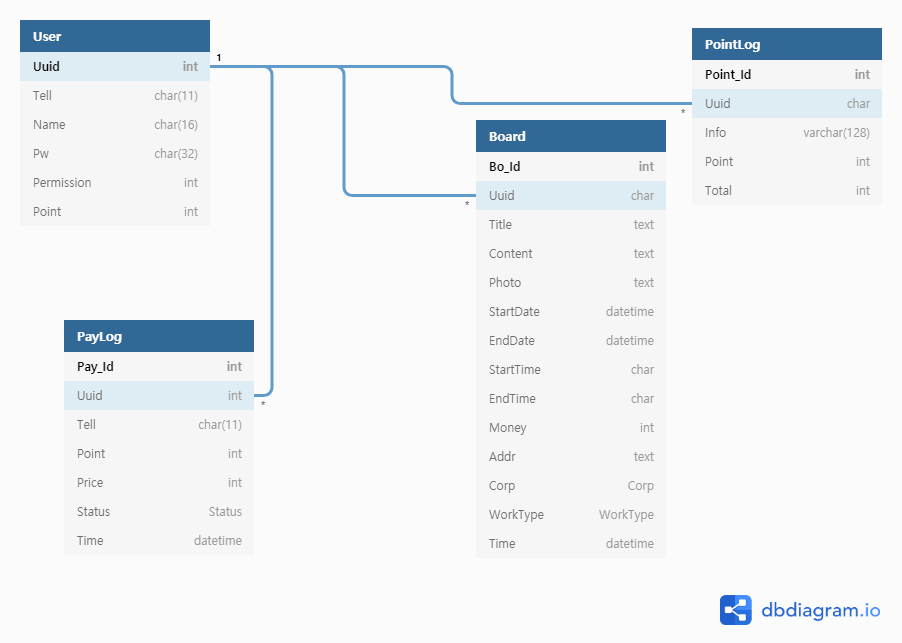 User
Uuid int
Tell char(11)
Name char(16)
Pw char(32)
Permission int
Point int
1
PointLog
Point_Id int
Uuid char
Info varchar(128)
Point int
Total int
*
Board
Bo_Id int
Uuid char
Title text
Content text
Photo text
StartDate datetime
EndDate datetime
StartTime char
EndTime char
Money int
Addr text
Corp Corp
WorkType WorkType
Time datetime
*
PayLog
Pay_Id int
Uuid int
Tell char(11)
Point int
Price int
Status Status
Time datetime
*
dbdiagram.io